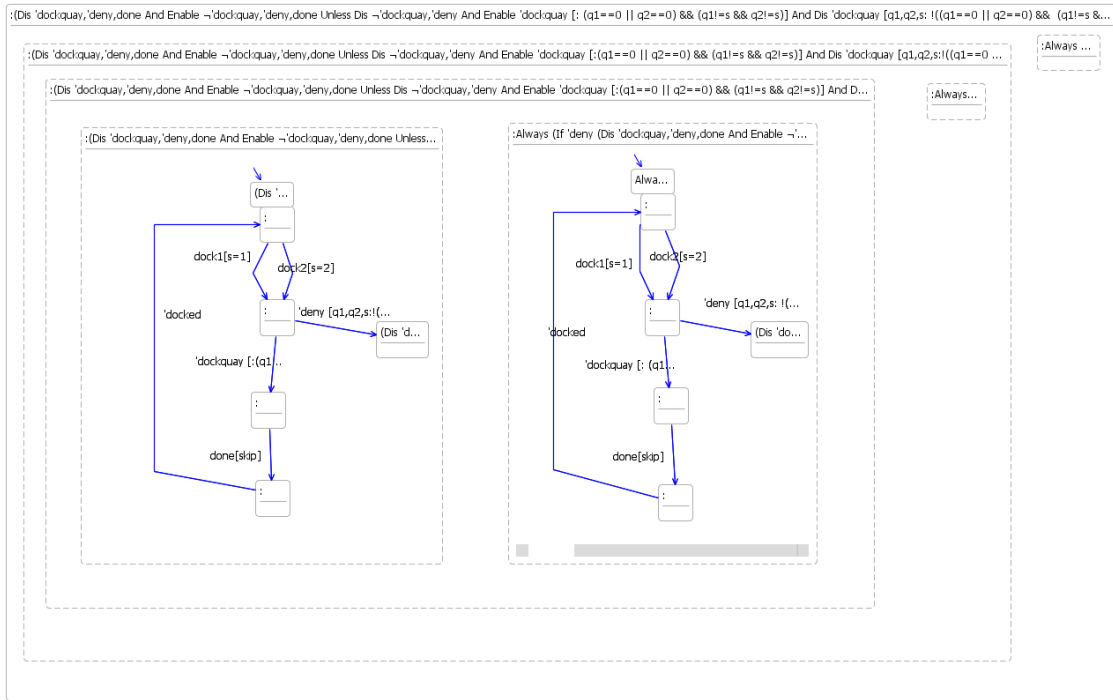 :(Dis 'dockquay,'deny,done And Enable ¬'dockquay,'deny,done Unless Dis ¬'dockquay,'deny And Enable 'dockquay [: (q1==0 || q2==0) && (q1!=s && q2!=s)] And Dis 'dockquay [q1,q2,s: !((q1==0 || q2==0) && (q1!=s &...
:Always ...
:(Dis 'dockquay,'deny,done And Enable ¬'dockquay,'deny,done Unless Dis ¬'dockquay,'deny And Enable 'dockquay [:(q1==0 || q2==0) && (q1!=s && q2!=s)] And Dis 'dockquay [q1,q2,s:!((q1==0 ...
:(Dis 'dockquay,'deny,done And Enable ¬'dockquay,'deny,done Unless Dis ¬'dockquay,'deny And Enable 'dockquay [:(q1==0 || q2==0) && (q1!=s && q2!=s)] And D...
:Always...
:(Dis 'dockquay,'deny,done And Enable ¬'dockquay,'deny,done Unless...
(Dis '...
:
dock1[s=1]
dock2[s=2]
:
'docked
'deny [q1,q2,s:!(...
(Dis 'd...
'dockquay [:(q1...
:
done[skip]
:
:Always (If 'deny (Dis 'dockquay,'deny,done And Enable ¬'...
Alwa...
:
dock1[s=1]
dock2[s=2]
:
'docked
'deny [q1,q2,s: !(...
(Dis 'do...
'dockquay [: (q1...
:
done[skip]
: